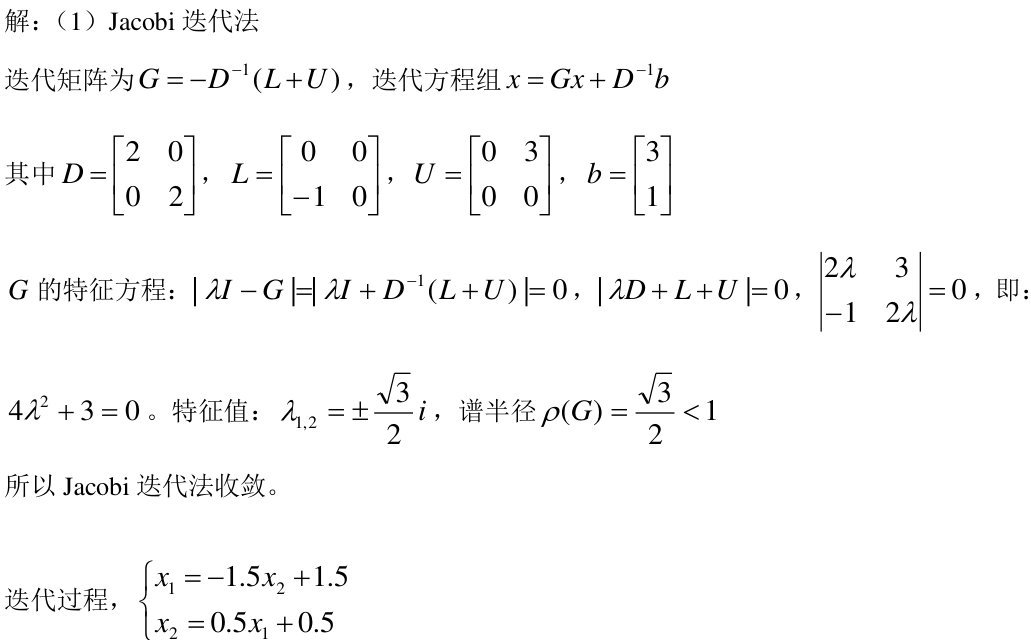 解：（1）Jacobi 迭代法
迭代矩阵为 $G=-D^{-1}(L+U)$，迭代方程组 $x=Gx+D^{-1}b$
其中 $D=\begin{bmatrix}2&0\\0&2\end{bmatrix}$，$L=\begin{bmatrix}0&0\\-1&0\end{bmatrix}$，$U=\begin{bmatrix}0&3\\0&0\end{bmatrix}$，$b=\begin{bmatrix}3\\1\end{bmatrix}$
$G$ 的特征方程：$|\lambda I-G|=|\lambda I+D^{-1}(L+U)|=0$，$|\lambda D+L+U|=0$，$\begin{vmatrix}2\lambda&3\\-1&2\lambda\end{vmatrix}=0$，即：
$4\lambda^2+3=0$。特征值：$\lambda_{1,2}=\pm\frac{\sqrt{3}}{2}i$，谱半径 $\rho(G)=\frac{\sqrt{3}}{2}<1$
所以 Jacobi 迭代法收敛。
迭代过程，$\begin{cases}x_1=-1.5x_2+1.5\\x_2=0.5x_1+0.5\end{cases}$